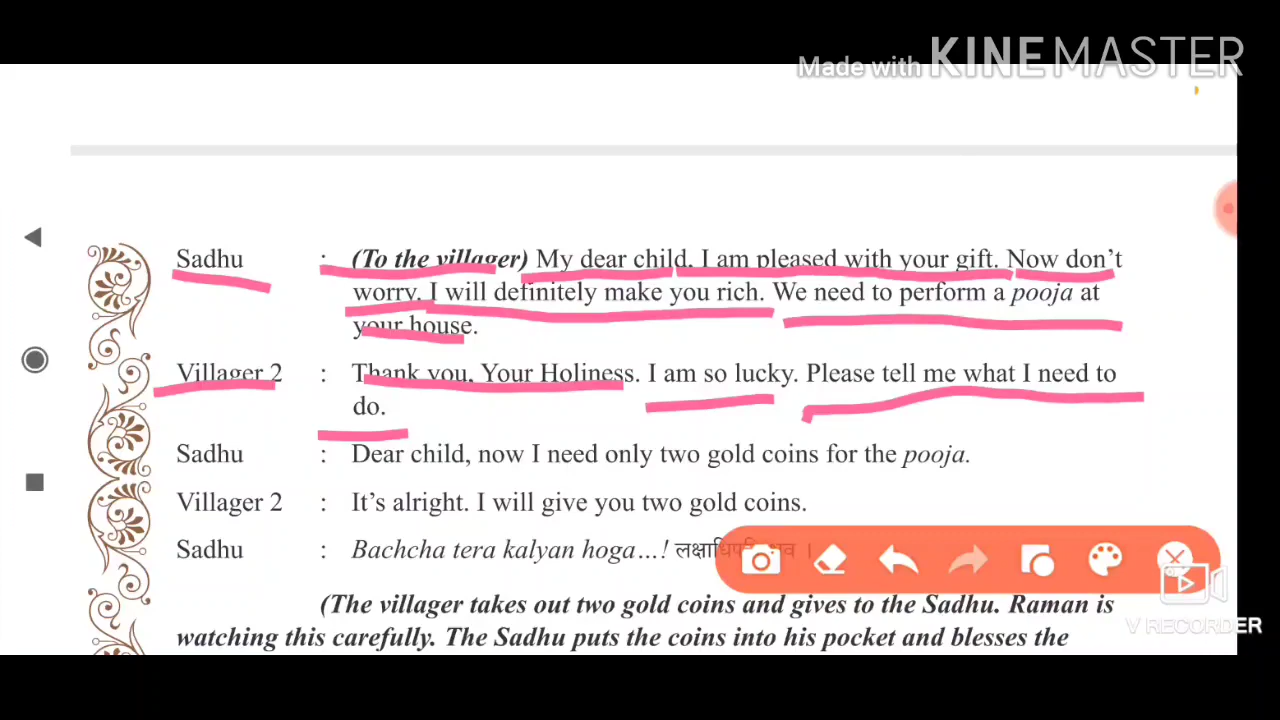 Made with KINEMASTER
Sadhu : (To the villager) My dear child, I am pleased with your gift. Now don't
worry. I will definitely make you rich. We need to perform a pooja at
your house.
Villager 2 : Thank you, Your Holiness. I am so lucky. Please tell me what I need to
do.
Sadhu : Dear child, now I need only two gold coins for the pooja.
Villager 2 : It's alright. I will give you two gold coins.
Sadhu : Bachcha tera kalyan hoga...!
(The villager takes out two gold coins and gives to the Sadhu. Raman is
V RECORDER
watching this carefully. The Sadhu puts the coins into his pocket and blesses the